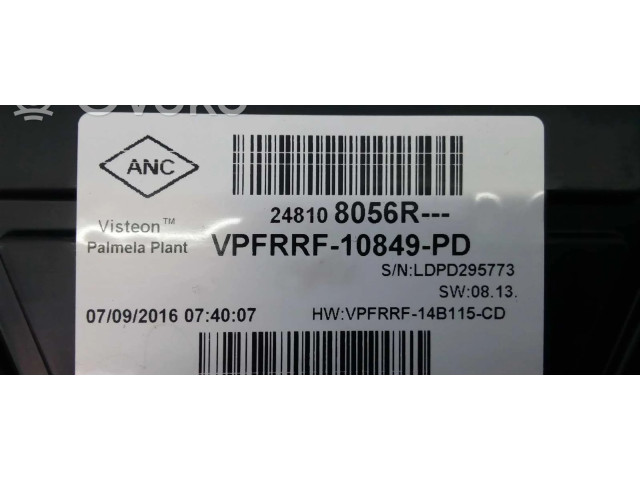 ANC
24810 8056R---
Visteon™
Palmela Plant
VPFRRF-10849-PD
S/N:LDPD295773
SW:08.13.
07/09/2016 07:40:07
HW:VPFRRF-14B115-CD